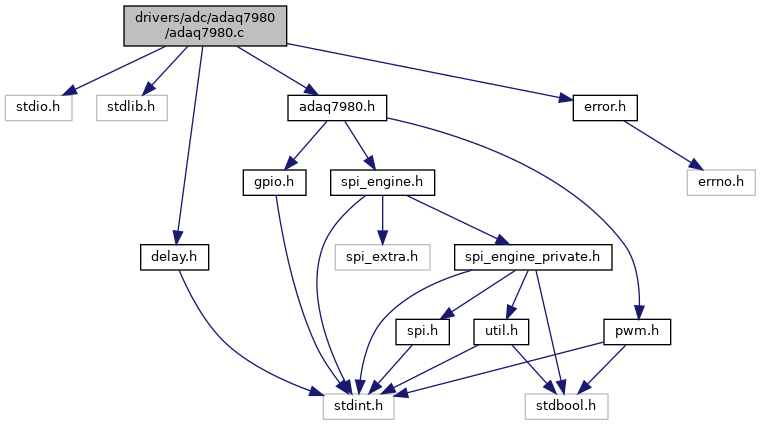 drivers/adc/adaq7980
/adaq7980.c
stdio.h
stdlib.h
adaq7980.h
error.h
gpio.h
spi_engine.h
errno.h
delay.h
spi_extra.h
spi_engine_private.h
spi.h
util.h
pwm.h
stdint.h
stdbool.h